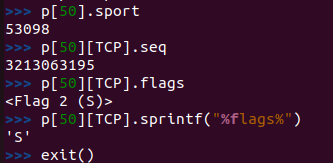 >>> p[50].sport
53098
>>> p[50][TCP].seq
3213063195
>>> p[50][TCP].flags
<Flag 2 (S)>
>>> p[50][TCP].sprintf("%flags%")
'S'
>>> exit()